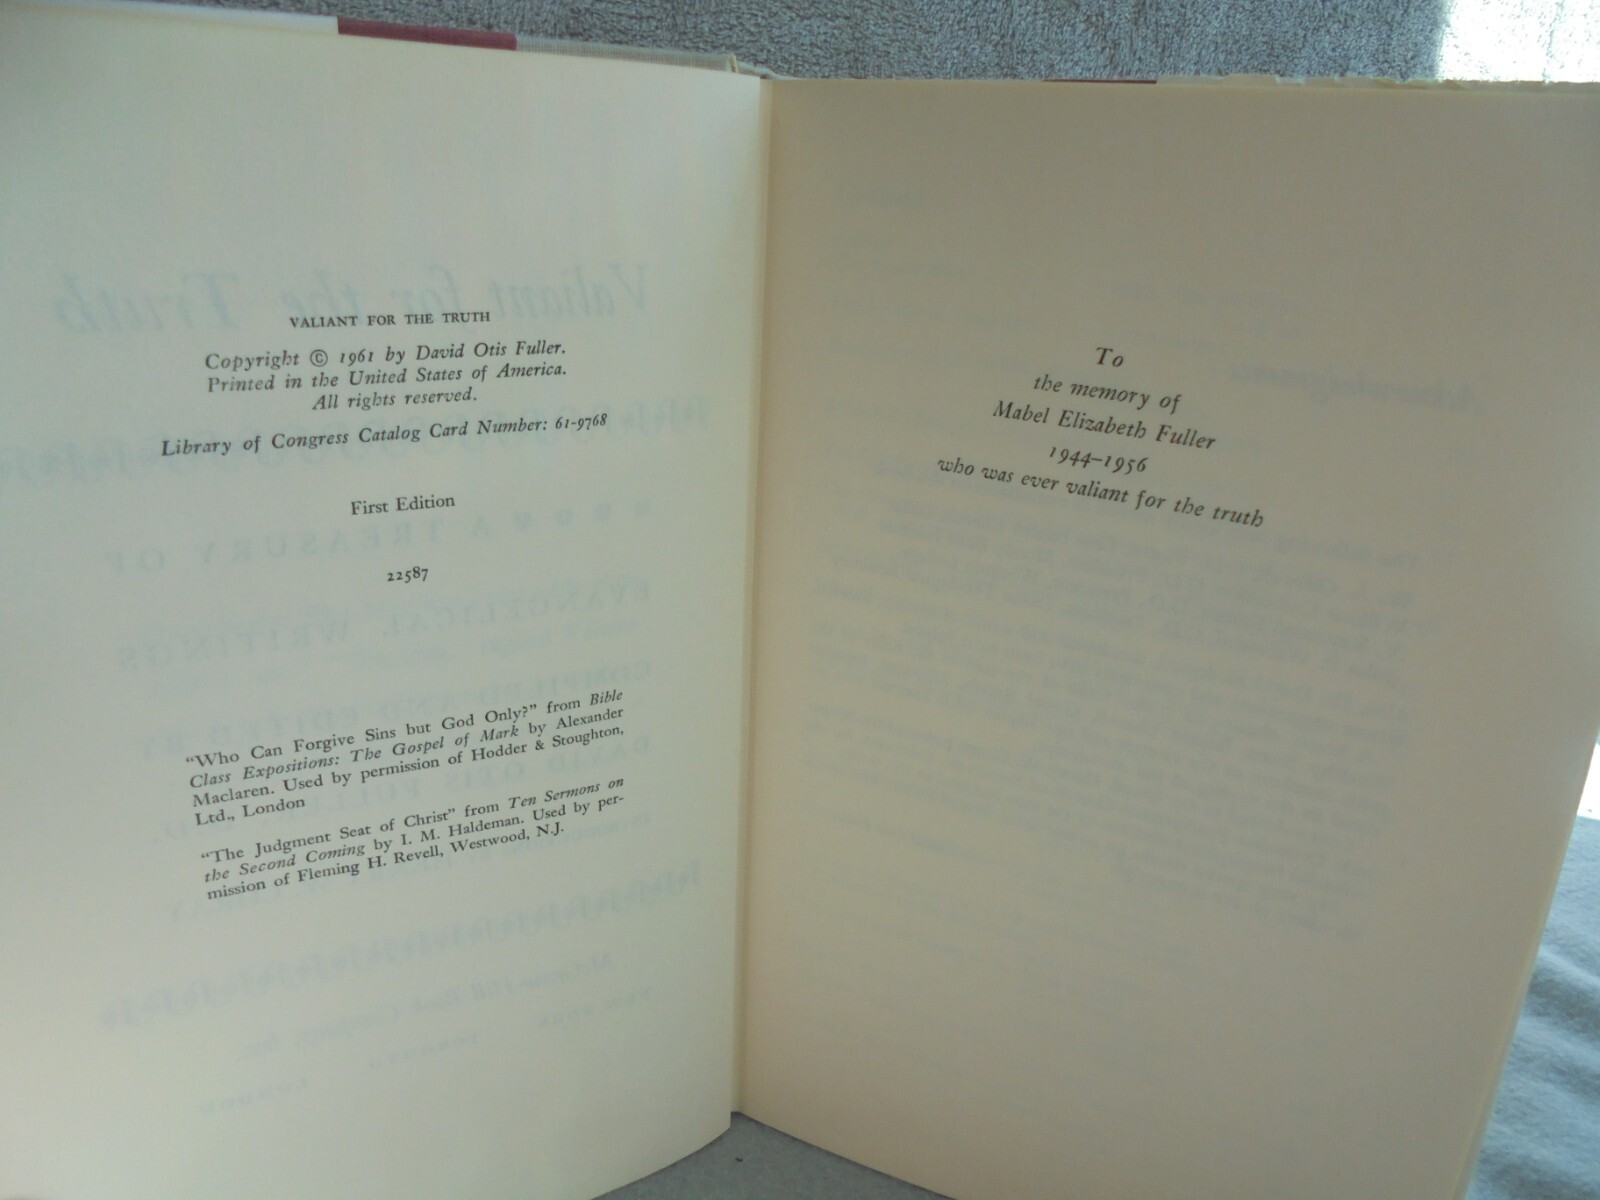 VALIANT FOR THE TRUTH
Copyright © 1961 by David Otis Fuller.
Printed in the United States of America.
All rights reserved.
Library of Congress Catalog Card Number: 61-9768
First Edition
22587
“Who Can Forgive Sins but God Only?” from Bible
Class Expositions: The Gospel of Mark by Alexander
Maclaren. Used by permission of Hodder & Stoughton,
Ltd., London
“The Judgment Seat of Christ” from Ten Sermons on
the Second Coming by I. M. Haldeman. Used by per-
mission of Fleming H. Revell, Westwood, N.J.
To
the memory of
Mabel Elizabeth Fuller
1944–1956
who was ever valiant for the truth